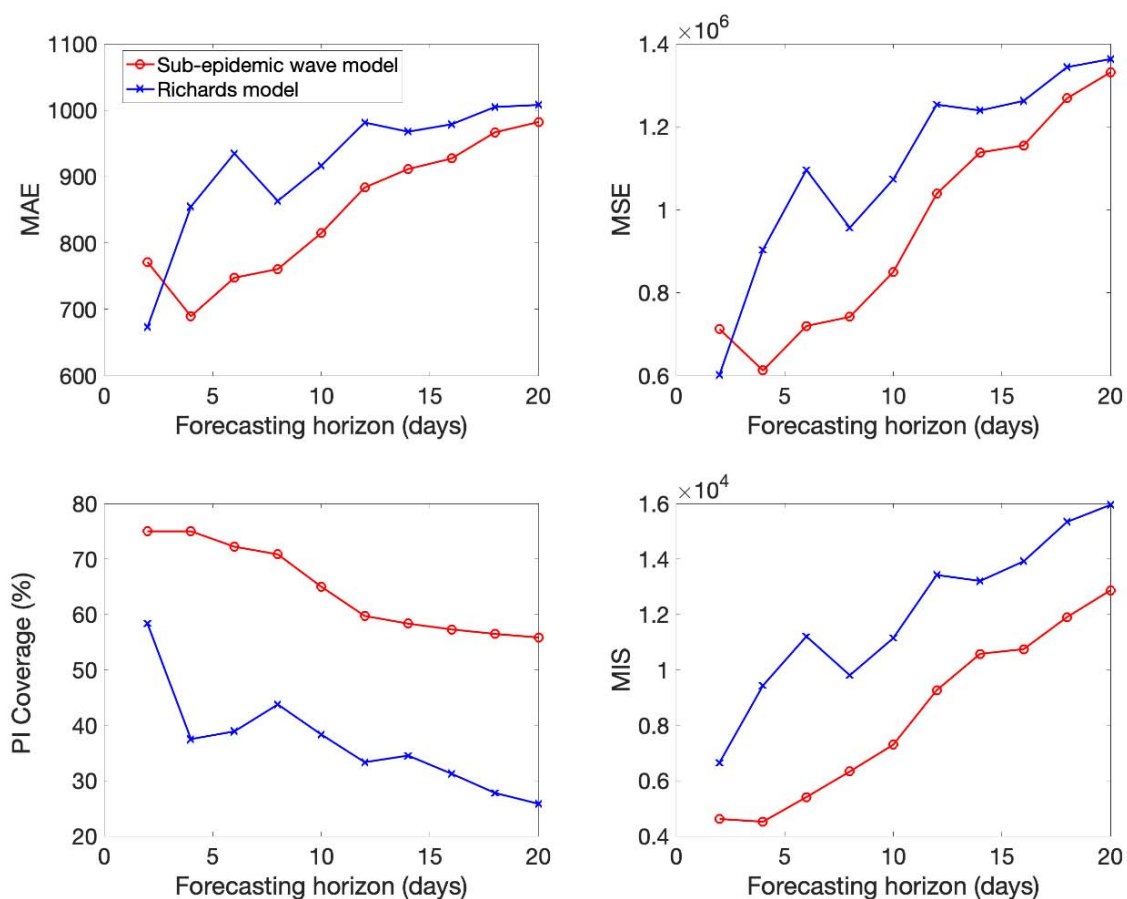 1100
1000
900
800
700
600
MAE
Sub-epidemic wave model
Richards model
0 5 10 15 20
Forecasting horizon (days)
×10^6
1.4
1.2
1
0.8
0.6
MSE
0 5 10 15 20
Forecasting horizon (days)
80
70
60
50
40
30
20
PI Coverage (%)
0 5 10 15 20
Forecasting horizon (days)
×10^4
1.6
1.4
1.2
1
0.8
0.6
0.4
MIS
0 5 10 15 20
Forecasting horizon (days)